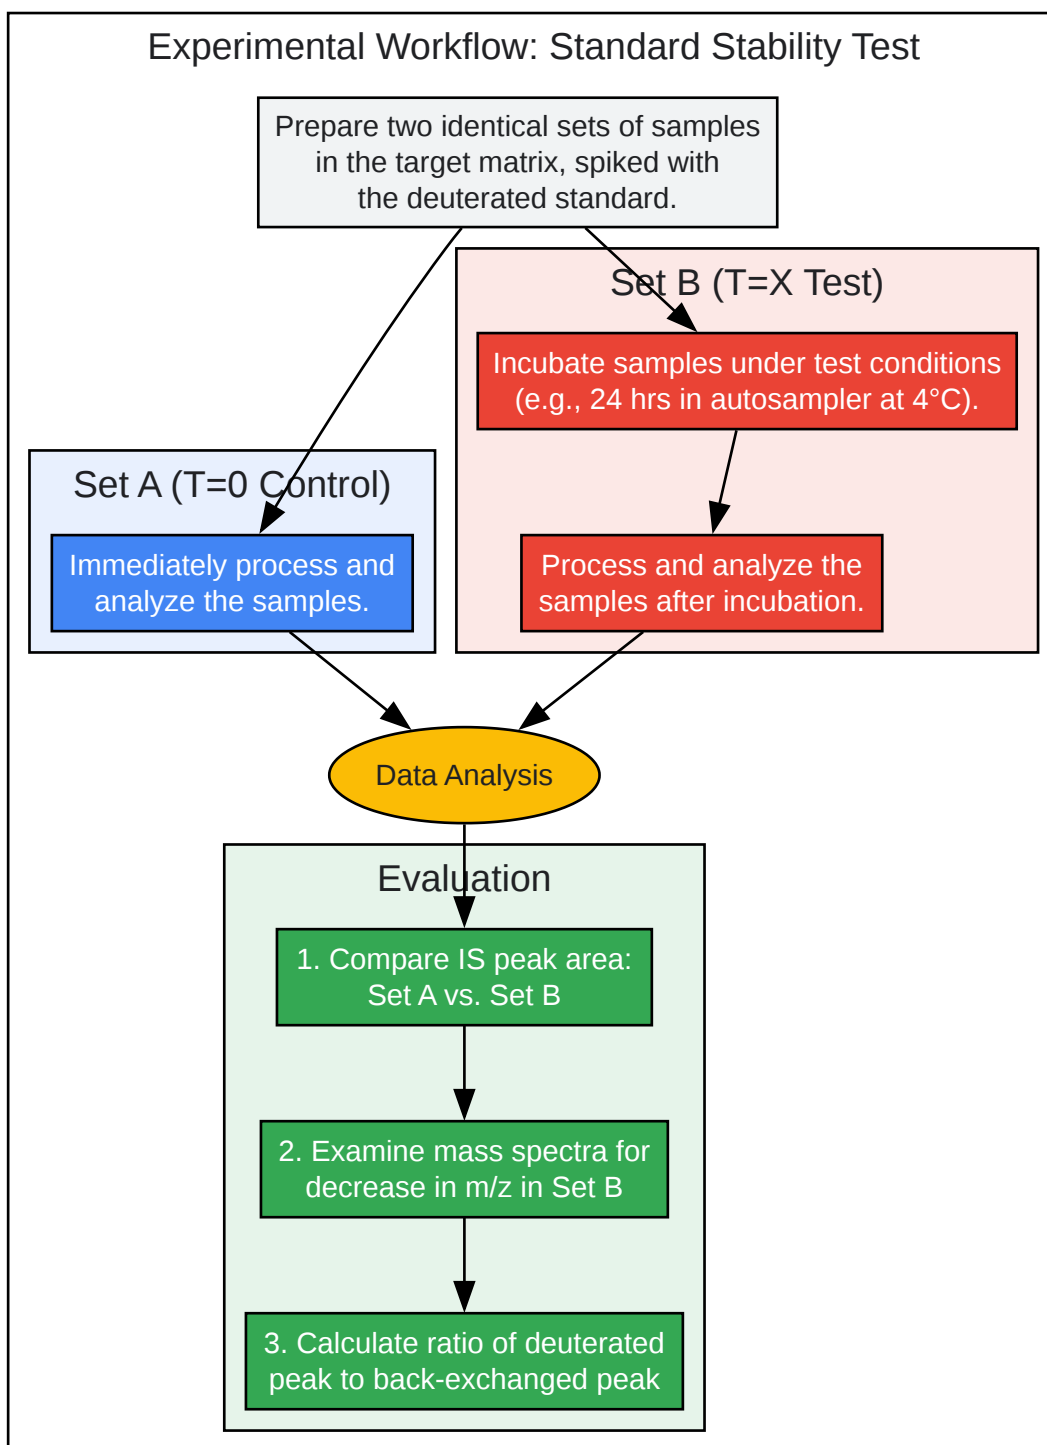 Experimental Workflow: Standard Stability Test
Prepare two identical sets of samples
in the target matrix, spiked with
the deuterated standard.
Set B (T=X Test)
Incubate samples under test conditions
(e.g., 24 hrs in autosampler at 4°C).
Set A (T=0 Control)
Immediately process and
analyze the samples.
Process and analyze the
samples after incubation.
Data Analysis
Evaluation
1. Compare IS peak area:
Set A vs. Set B
2. Examine mass spectra for
decrease in m/z in Set B
3. Calculate ratio of deuterated
peak to back-exchanged peak